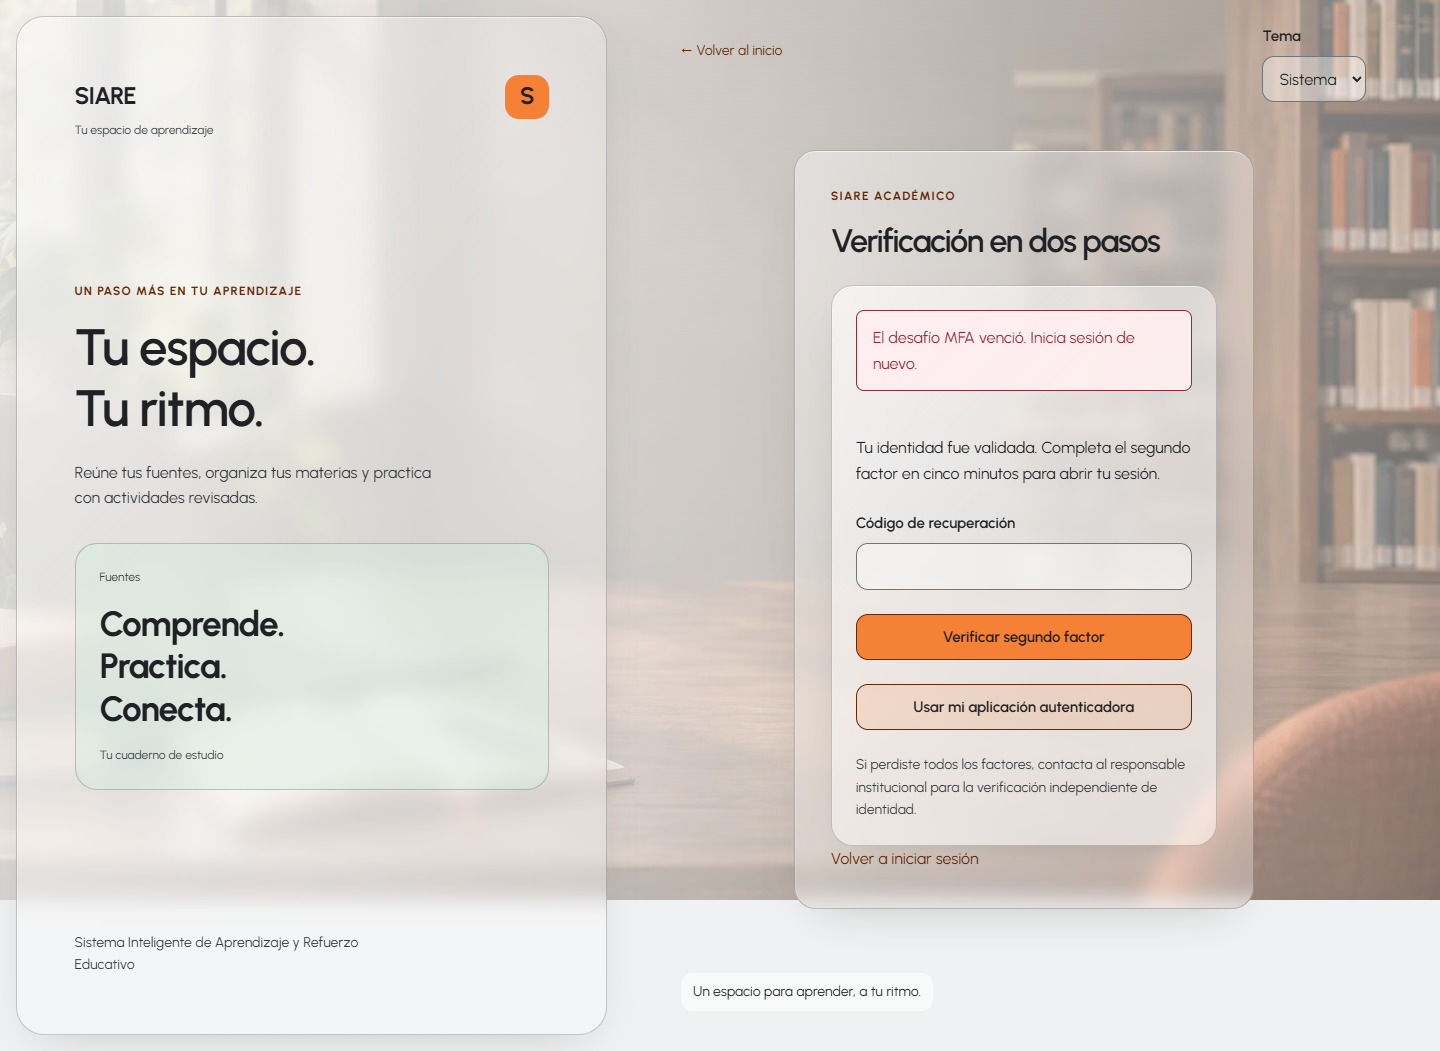 SIARE
S
Tu espacio de aprendizaje
UN PASO MÁS EN TU APRENDIZAJE
Tu espacio.
Tu ritmo.
Reúne tus fuentes, organiza tus materias y practica
con actividades revisadas.
Fuentes
Comprende.
Practica.
Conecta.
Tu cuaderno de estudio
Sistema Inteligente de Aprendizaje y Refuerzo
Educativo
← Volver al inicio
Tema
Sistema
SIARE ACADÉMICO
Verificación en dos pasos
El desafío MFA venció. Inicia sesión de
nuevo.
Tu identidad fue validada. Completa el segundo
factor en cinco minutos para abrir tu sesión.
Código de recuperación
Verificar segundo factor
Usar mi aplicación autenticadora
Si perdiste todos los factores, contacta al responsable
institucional para la verificación independiente de
identidad.
Volver a iniciar sesión
Un espacio para aprender, a tu ritmo.